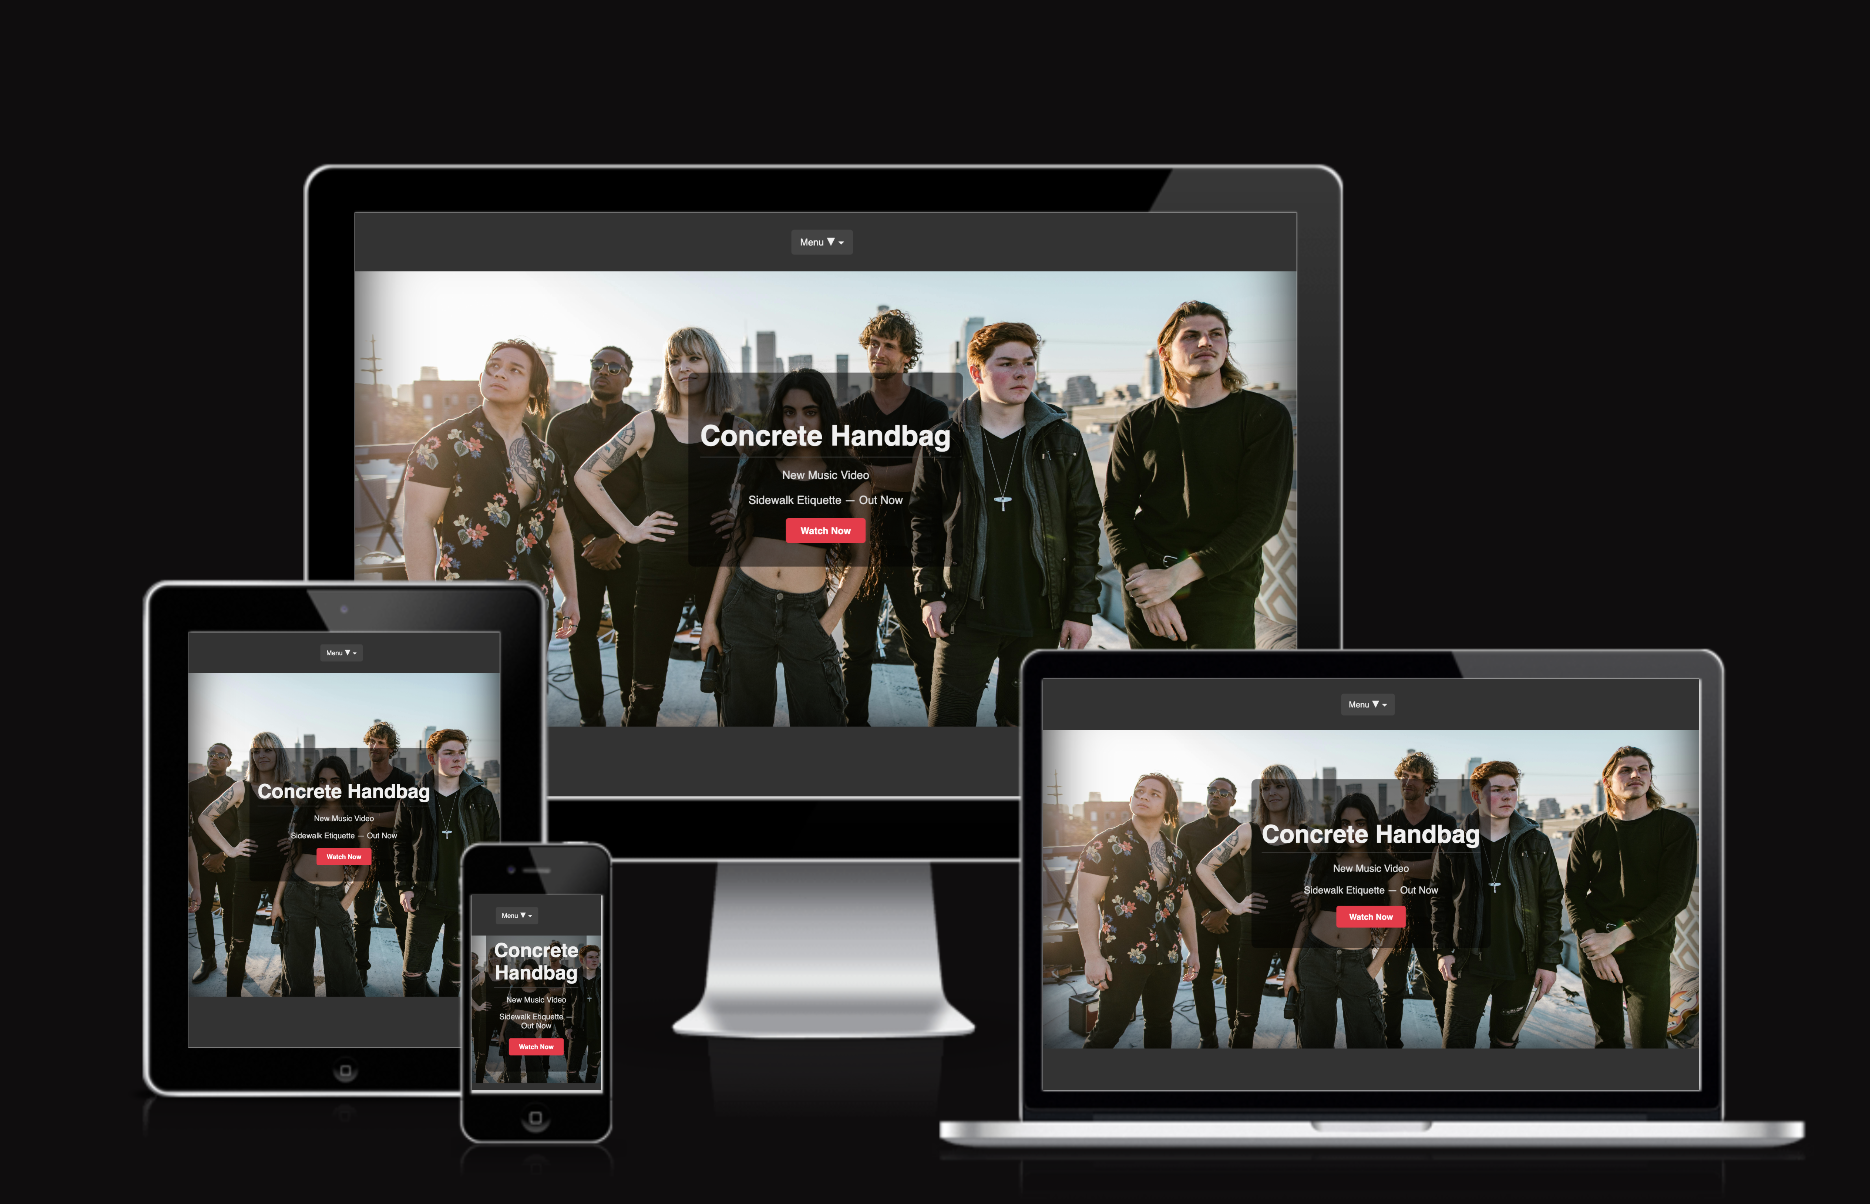 Menu ▼
Concrete Handbag
New Music Video
Sidewalk Etiquette — Out Now
Watch Now
Menu ▼
Concrete Handbag
New Music Video
Sidewalk Etiquette — Out Now
Watch Now
Menu ▼
Concrete
Handbag
New Music Video
Sidewalk Etiquette —
Out Now
Watch Now
Menu ▼
Concrete Handbag
New Music Video
Sidewalk Etiquette — Out Now
Watch Now